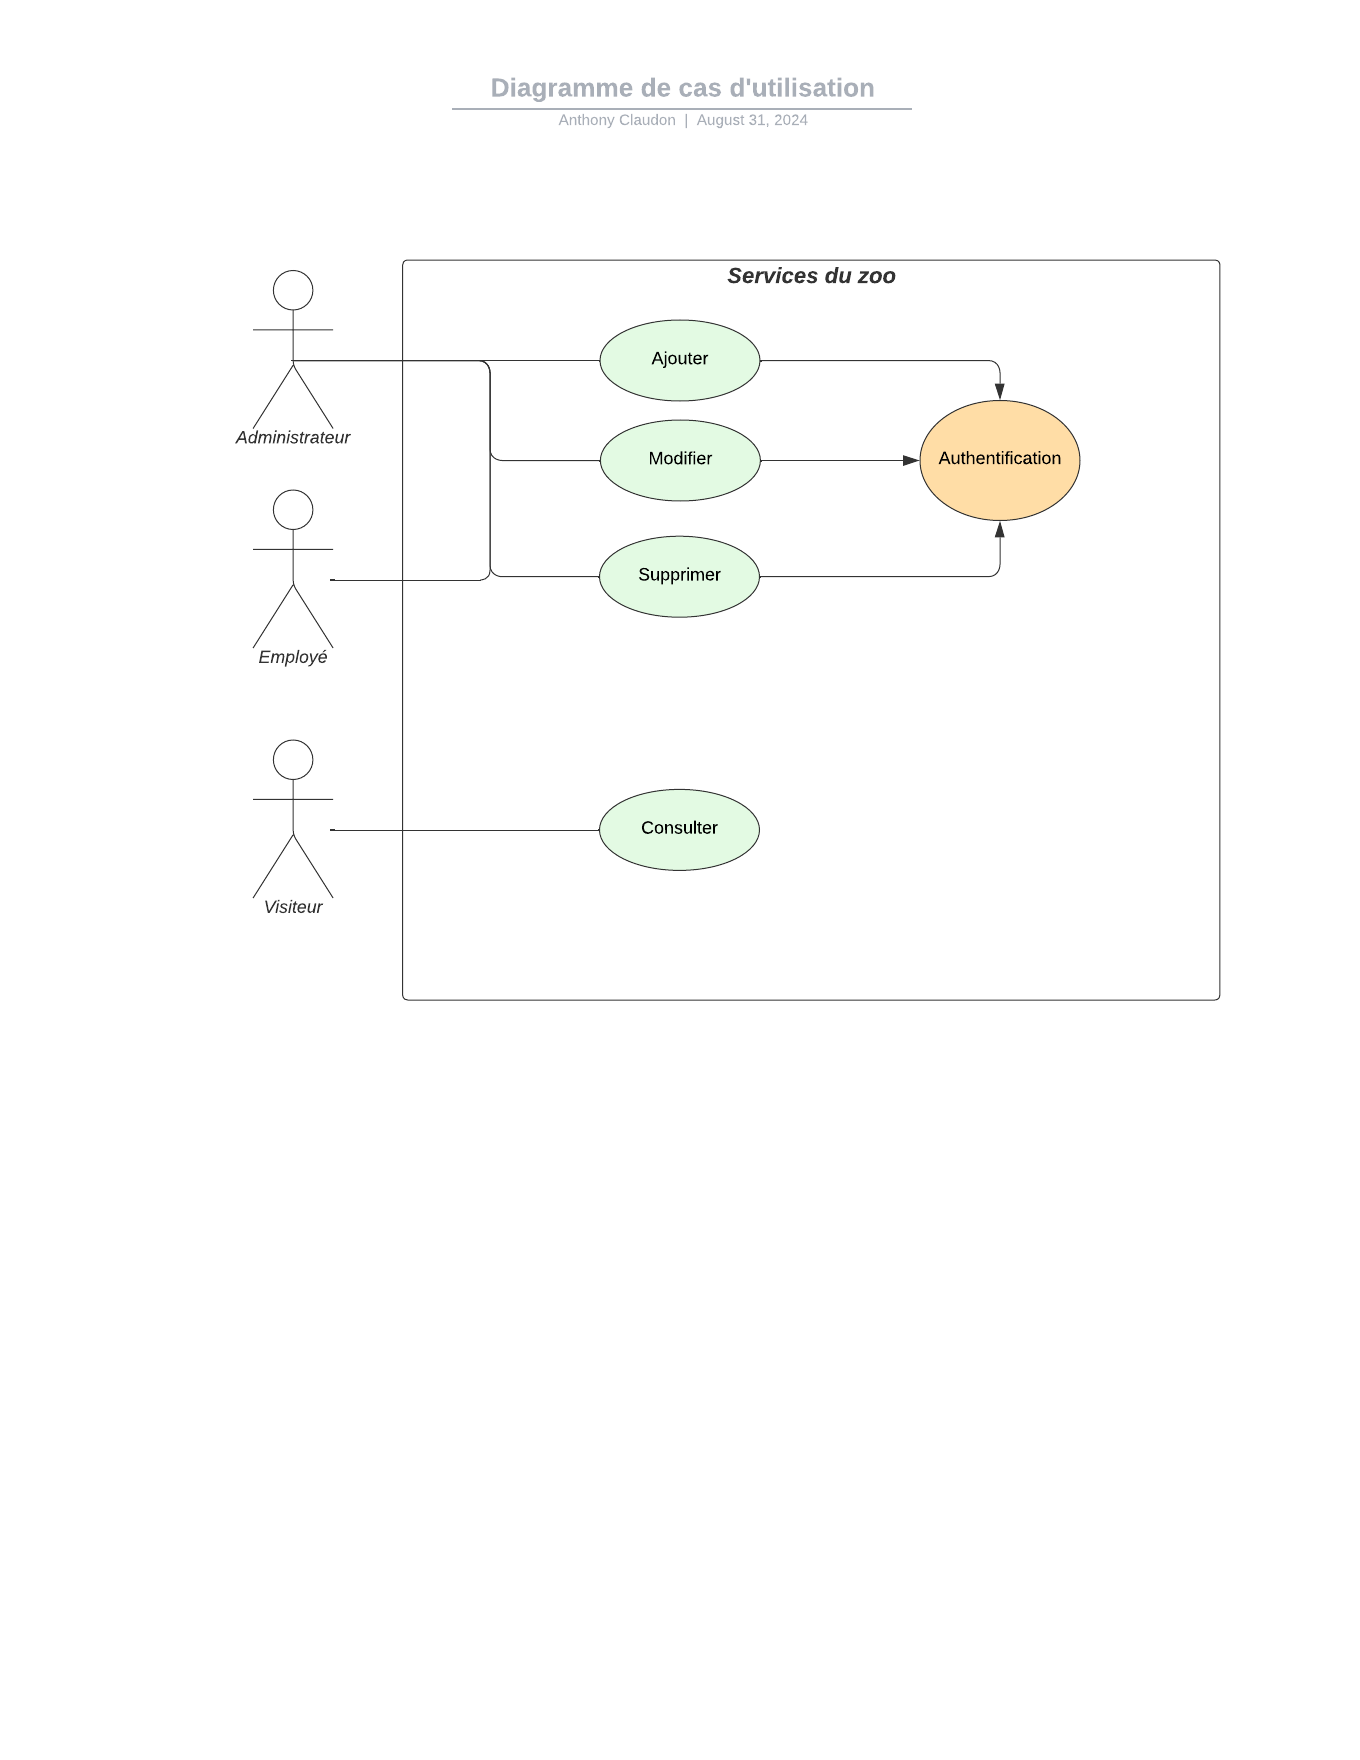 Diagramme de cas d'utilisation
Anthony Claudon | August 31, 2024
Services du zoo
Ajouter
Administrateur
Modifier
Authentification
Supprimer
Employé
Consulter
Visiteur